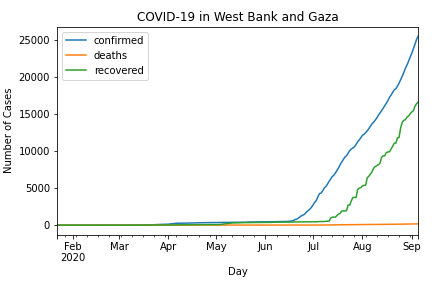 COVID-19 in West Bank and Gaza
confirmed
deaths
recovered
Number of Cases
25000
20000
15000
10000
5000
0
Feb Mar Apr May Jun Jul Aug Sep
2020
Day